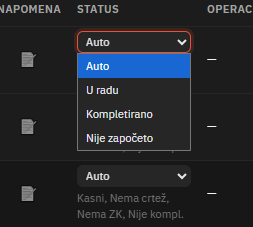 NAPOMENA STATUS OPERAC
Auto
Auto
U radu
Kompletirano
Nije započeto
Auto
Kasni, Nema crtež,
Nema ZK, Nije kompl.